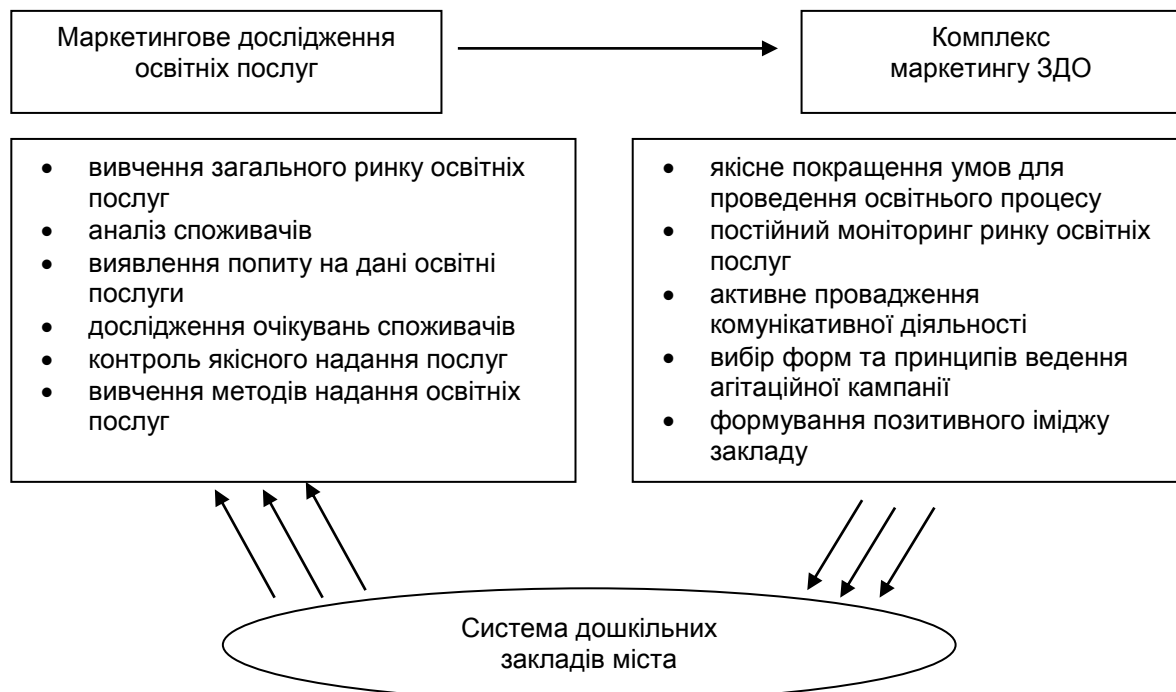 Маркетингове дослідження
освітніх послуг
Комплекс
маркетингу ЗДО
• вивчення загального ринку освітніх
послуг
• аналіз споживачів
• виявлення попиту на дані освітні
послуги
• дослідження очікувань споживачів
• контроль якісного надання послуг
• вивчення методів надання освітніх
послуг
• якісне покращення умов для
проведення освітнього процесу
• постійний моніторинг ринку освітніх
послуг
• активне провадження
комунікативної діяльності
• вибір форм та принципів ведення
агітаційної кампанії
• формування позитивного іміджу
закладу
Система дошкільних
закладів міста